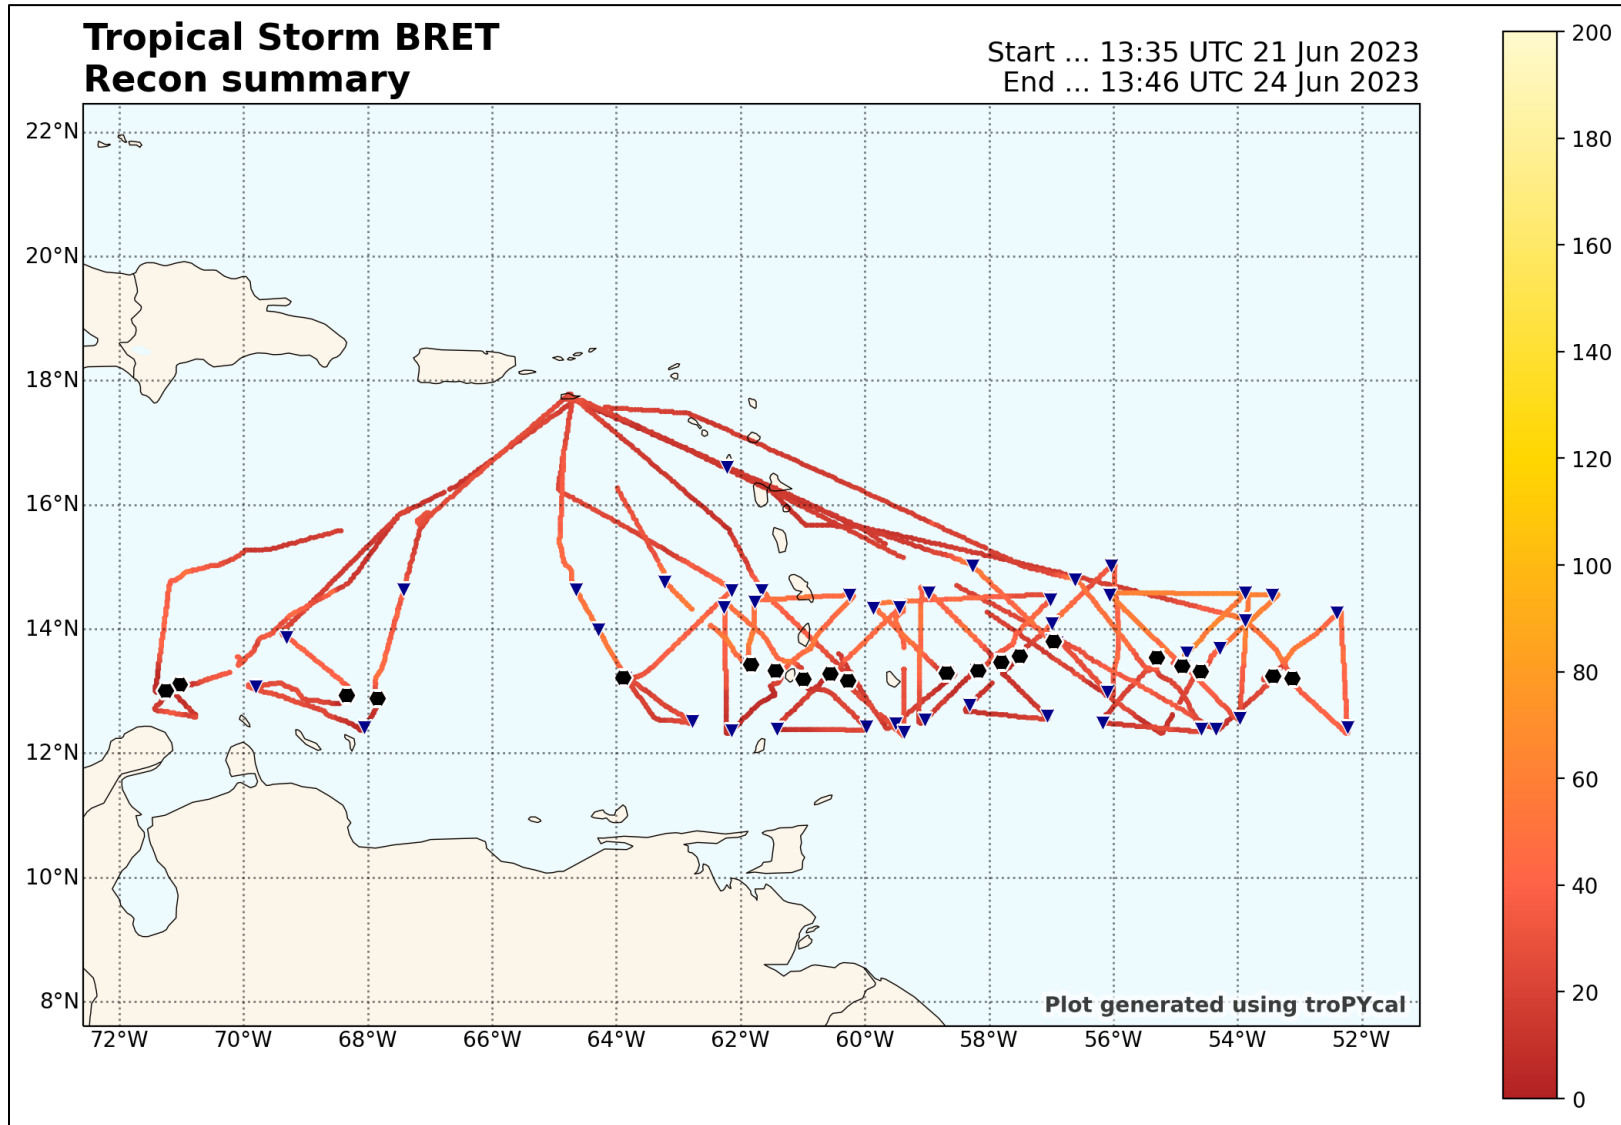 Tropical Storm BRET
Recon summary
Start ... 13:35 UTC 21 Jun 2023
End ... 13:46 UTC 24 Jun 2023
22°N
20°N
18°N
16°N
14°N
12°N
10°N
8°N
72°W 70°W 68°W 66°W 64°W 62°W 60°W 58°W 56°W 54°W 52°W
Plot generated using troPYcal
200
180
160
140
120
100
80
60
40
20
0